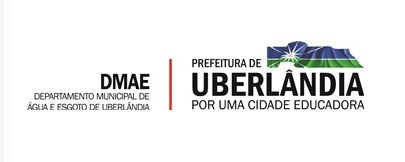 DMAE
DEPARTAMENTO MUNICIPAL DE
ÁGUA E ESGOTO DE UBERLÂNDIA
PREFEITURA DE
UBERLÂNDIA
POR UMA CIDADE EDUCADORA